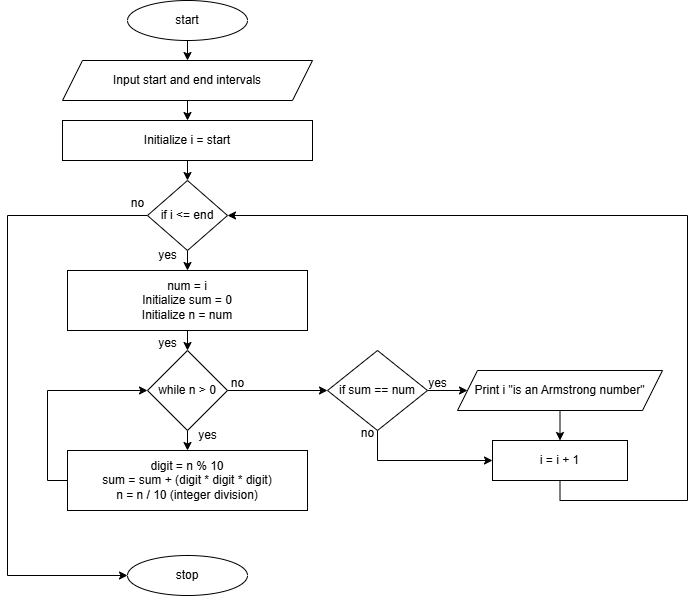 start
Input start and end intervals
Initialize i = start
no
if i <= end
yes
num = i
Initialize sum = 0
Initialize n = num
yes
while n > 0
no
if sum == num
yes
Print i "is an Armstrong number"
yes
no
digit = n % 10
sum = sum + (digit * digit * digit)
n = n / 10 (integer division)
i = i + 1
stop